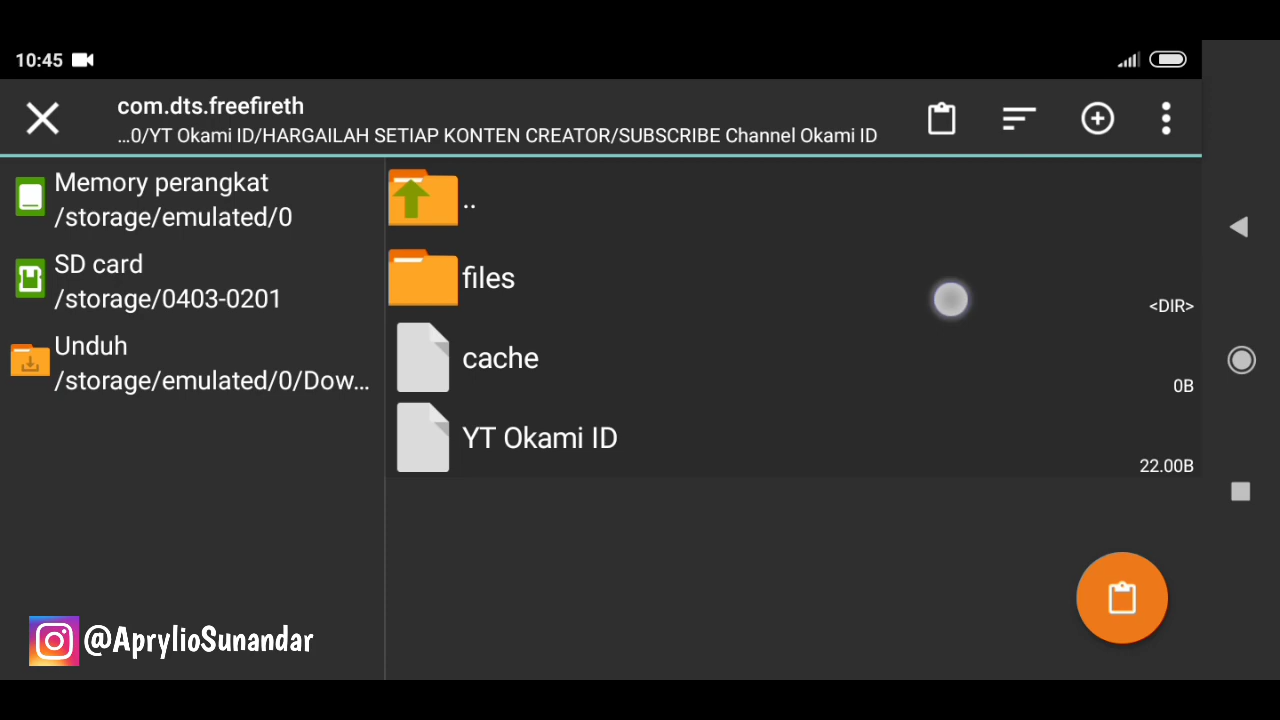 10:45
com.dts.freefireth
...0/YT Okami ID/HARGAILAH SETIAP KONTEN CREATOR/SUBSCRIBE Channel Okami ID
Memory perangkat
/storage/emulated/0
SD card
/storage/0403-0201
Unduh
/storage/emulated/0/Dow...
..
files
<DIR>
cache
0B
YT Okami ID
22.00B
@AprylioSunandar